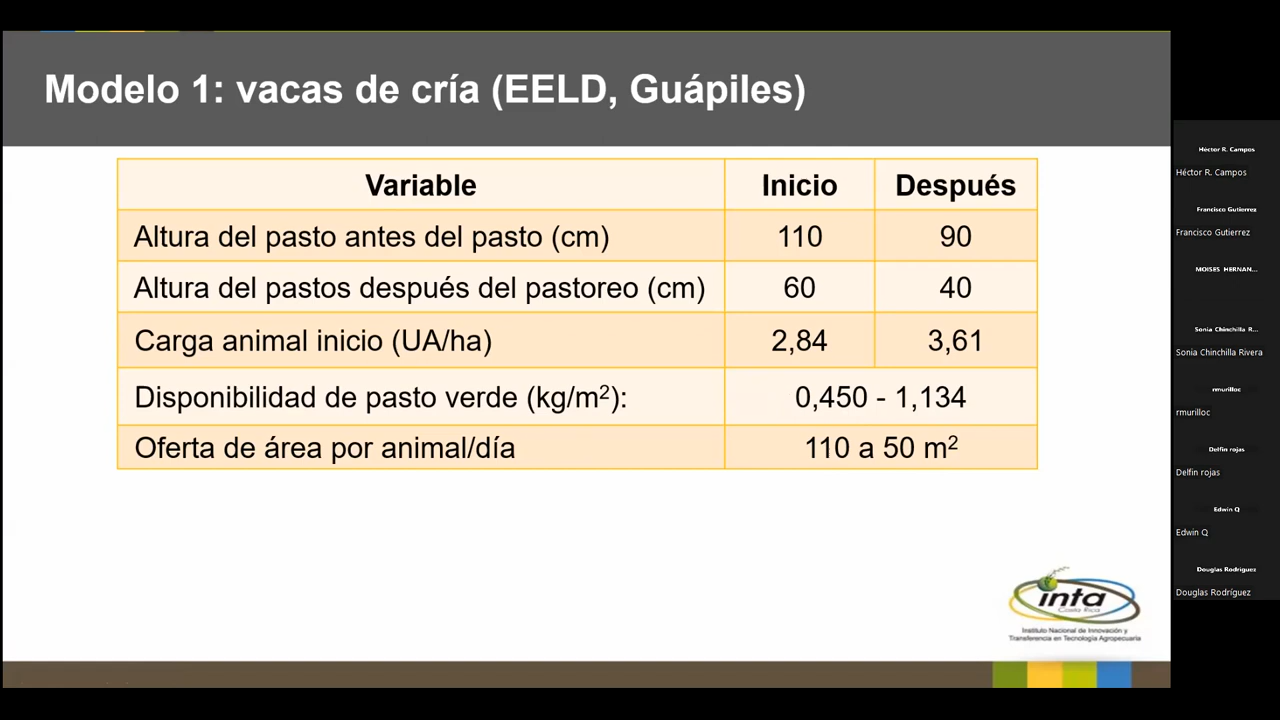 Modelo 1: vacas de cría (EELD, Guápiles)
Variable Inicio Después
Altura del pasto antes del pasto (cm) 110 90
Altura del pastos después del pastoreo (cm) 60 40
Carga animal inicio (UA/ha) 2,84 3,61
Disponibilidad de pasto verde (kg/m²): 0,450 - 1,134
Oferta de área por animal/día 110 a 50 m²
inta
Costa Rica
Instituto Nacional de Innovación y
Transferencia en Tecnología Agropecuaria
Héctor R. Campos
Héctor R. Campos
Francisco Gutierrez
Francisco Gutierrez
MOISES HERNAN...
Sonia Chinchilla R...
Sonia Chinchilla Rivera
rmurilloc
rmurilloc
Delfin rojas
Delfin rojas
Edwin Q
Edwin Q
Douglas Rodríguez
Douglas Rodríguez